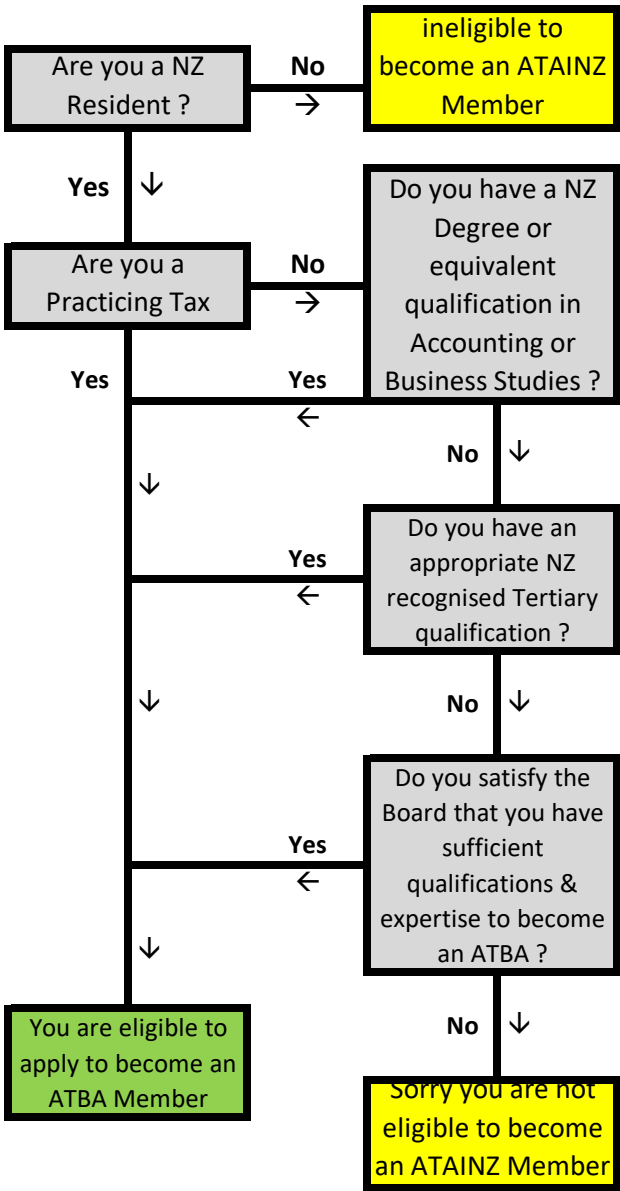 Are you a NZ
Resident ?
No
→
ineligible to
become an ATAINZ
Member
Yes ↓
Are you a
Practicing Tax
No
→
Do you have a NZ
Degree or
equivalent
qualification in
Accounting or
Business Studies ?
Yes
Yes
←
No ↓
↓
Do you have an
appropriate NZ
recognised Tertiary
qualification ?
Yes
←
No ↓
↓
Do you satisfy the
Board that you have
sufficient
qualifications &
expertise to become
an ATBA ?
Yes
←
↓
You are eligible to
apply to become an
ATBA Member
No ↓
Sorry you are not
eligible to become
an ATAINZ Member